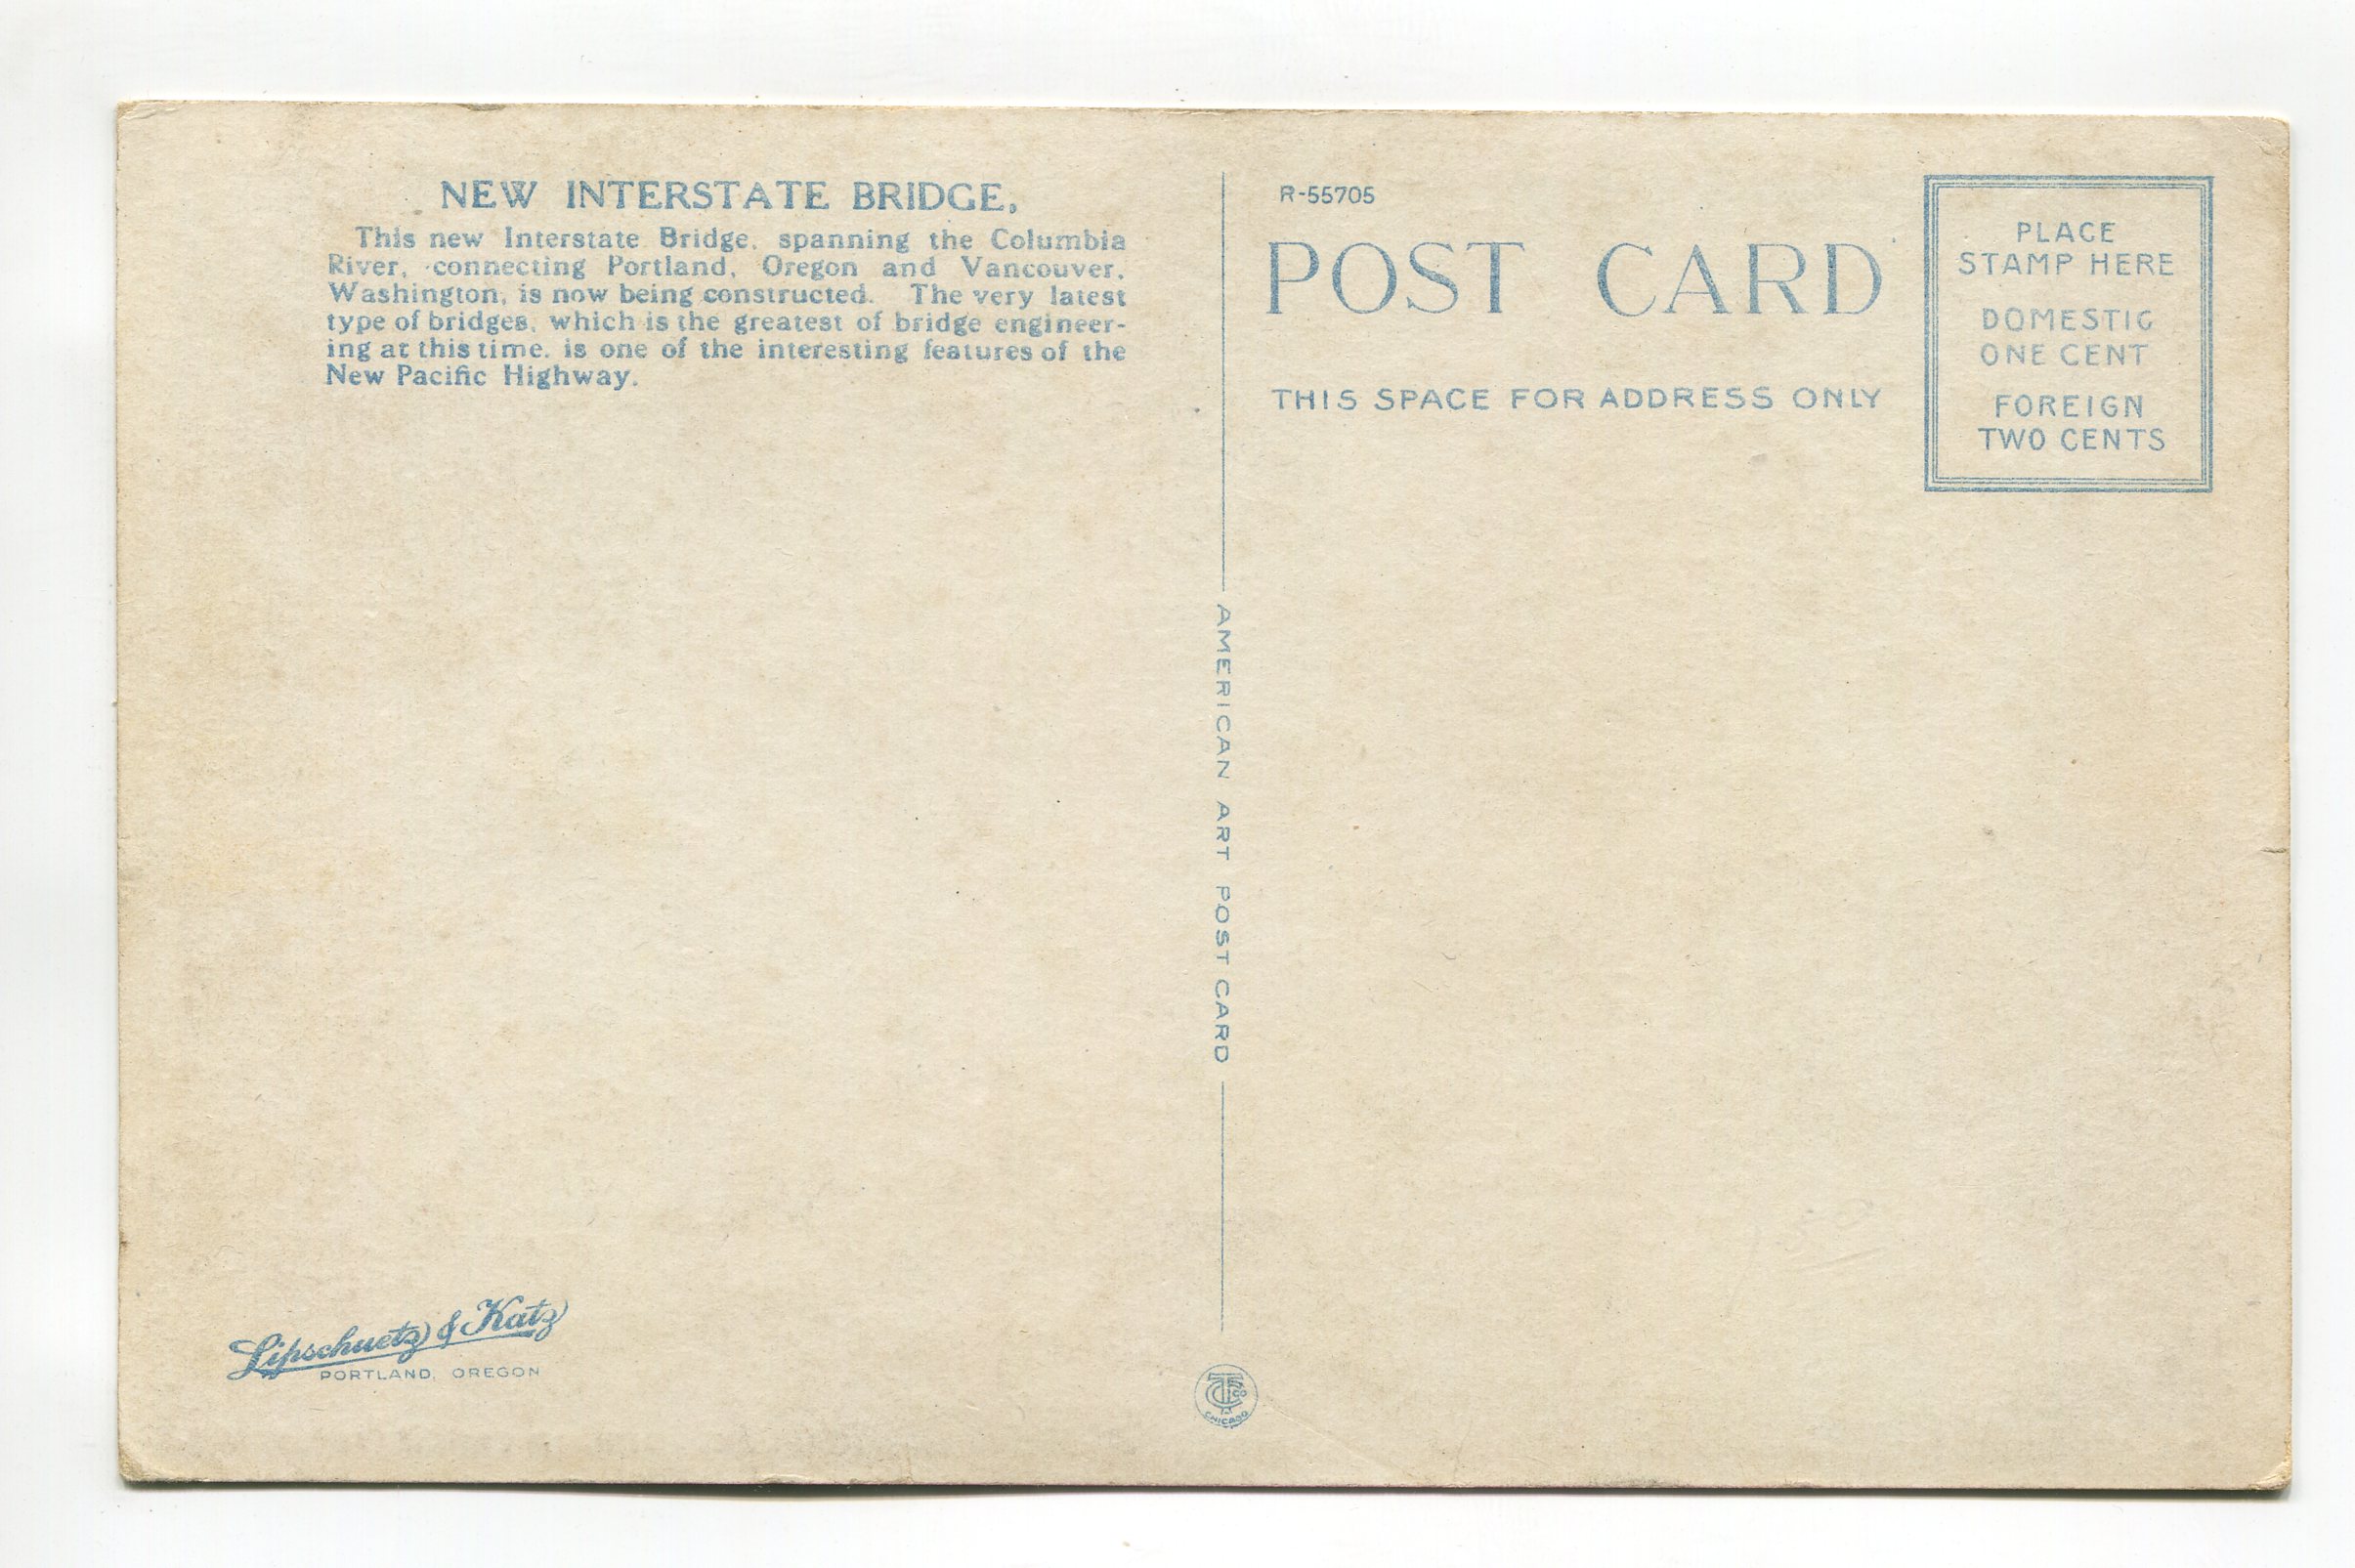 NEW INTERSTATE BRIDGE,
This new Interstate Bridge, spanning the Columbia
River, connecting Portland, Oregon and Vancouver,
Washington, is now being constructed. The very latest
type of bridges, which is the greatest of bridge engineer-
ing at this time, is one of the interesting features of the
New Pacific Highway.
Lipschuetz & Katz
PORTLAND, OREGON
AMERICAN ART POST CARD
CHICAGO
R-55705
POST CARD
THIS SPACE FOR ADDRESS ONLY
PLACE
STAMP HERE
DOMESTIC
ONE CENT
FOREIGN
TWO CENTS